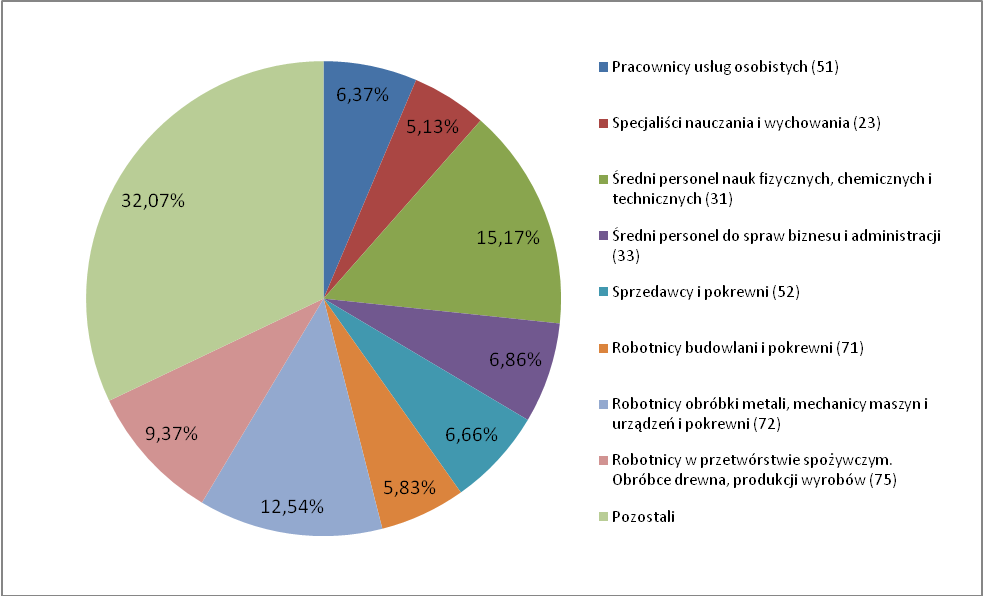 6,37%
5,13%
15,17%
6,86%
6,66%
5,83%
12,54%
9,37%
32,07%
Pracownicy usług osobistych (51)
Specjaliści nauczania i wychowania (23)
Średni personel nauk fizycznych, chemicznych i
technicznych (31)
Średni personel do spraw biznesu i administracji
(33)
Sprzedawcy i pokrewni (52)
Robotnicy budowlani i pokrewni (71)
Robotnicy obróbki metali, mechanicy maszyn i
urządzeń i pokrewni (72)
Robotnicy w przetwórstwie spożywczym.
Obróbce drewna, produkcji wyrobów (75)
Pozostali